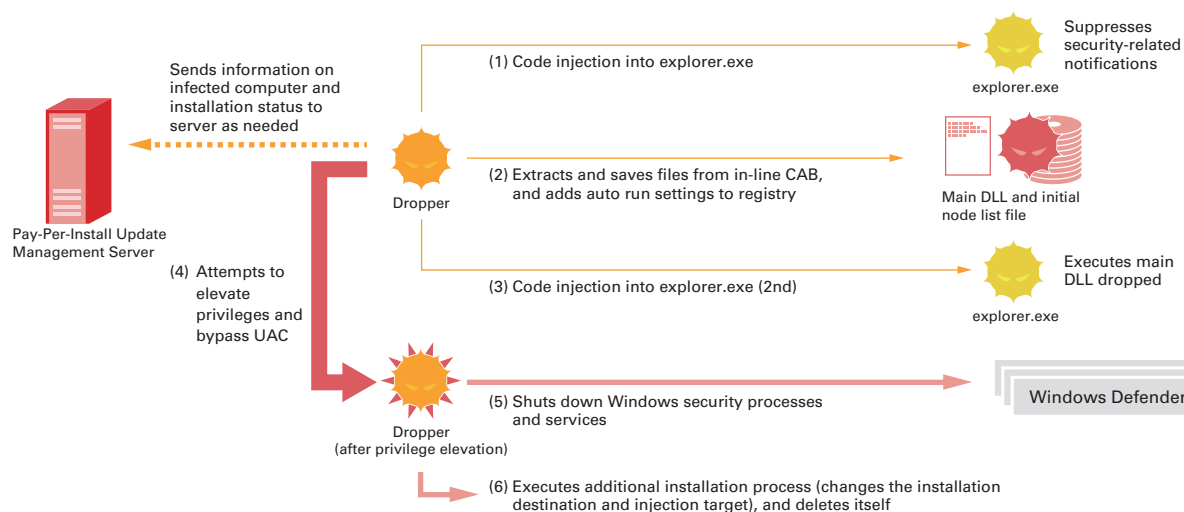 Sends information on
infected computer and
installation status to
server as needed
Pay-Per-Install Update
Management Server
Dropper
(1) Code injection into explorer.exe
explorer.exe
Suppresses
security-related
notifications
(2) Extracts and saves files from in-line CAB,
and adds auto run settings to registry
Main DLL and initial
node list file
(3) Code injection into explorer.exe (2nd)
explorer.exe
Executes main
DLL dropped
(4) Attempts to
elevate
privileges and
bypass UAC
Dropper
(after privilege elevation)
(5) Shuts down Windows security processes
and services
Windows Defender
(6) Executes additional installation process (changes the installation
destination and injection target), and deletes itself